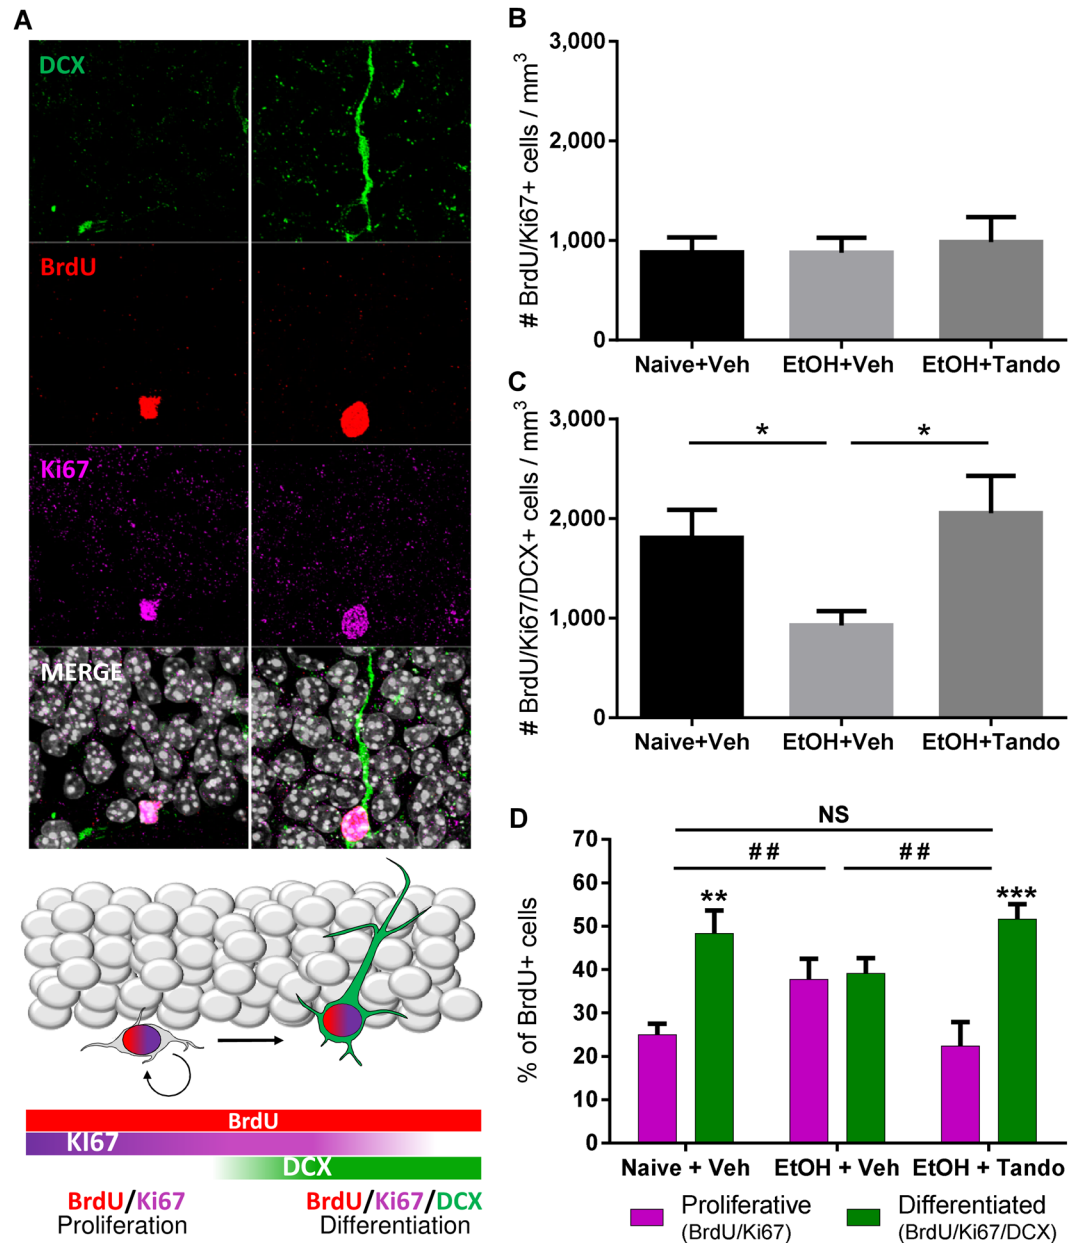 A
DCX
BrdU
Ki67
MERGE
BrdU
KI67
DCX
BrdU/Ki67
Proliferation
BrdU/Ki67/DCX
Differentiation
B
# BrdU/Ki67+ cells / mm³
3,000
2,000
1,000
0
Naive+Veh EtOH+Veh EtOH+Tando
C
# BrdU/Ki67/DCX+ cells / mm³
3,000
2,000
1,000
0
* *
Naive+Veh EtOH+Veh EtOH+Tando
D
% of BrdU+ cells
NS
## ##
** ***
70
60
50
40
30
20
10
0
Naive + Veh EtOH + Veh EtOH + Tando
Proliferative
(BrdU/Ki67)
Differentiated
(BrdU/Ki67/DCX)